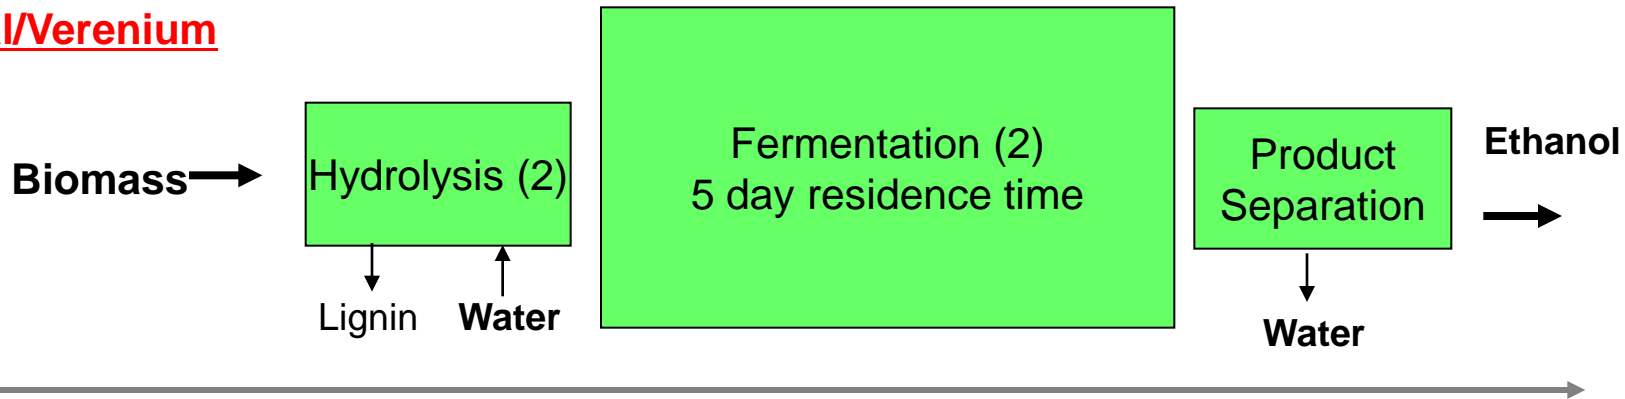 l/Verenium
Biomass
Hydrolysis (2)
Lignin
Water
Fermentation (2)
5 day residence time
Product
Separation
Water
Ethanol